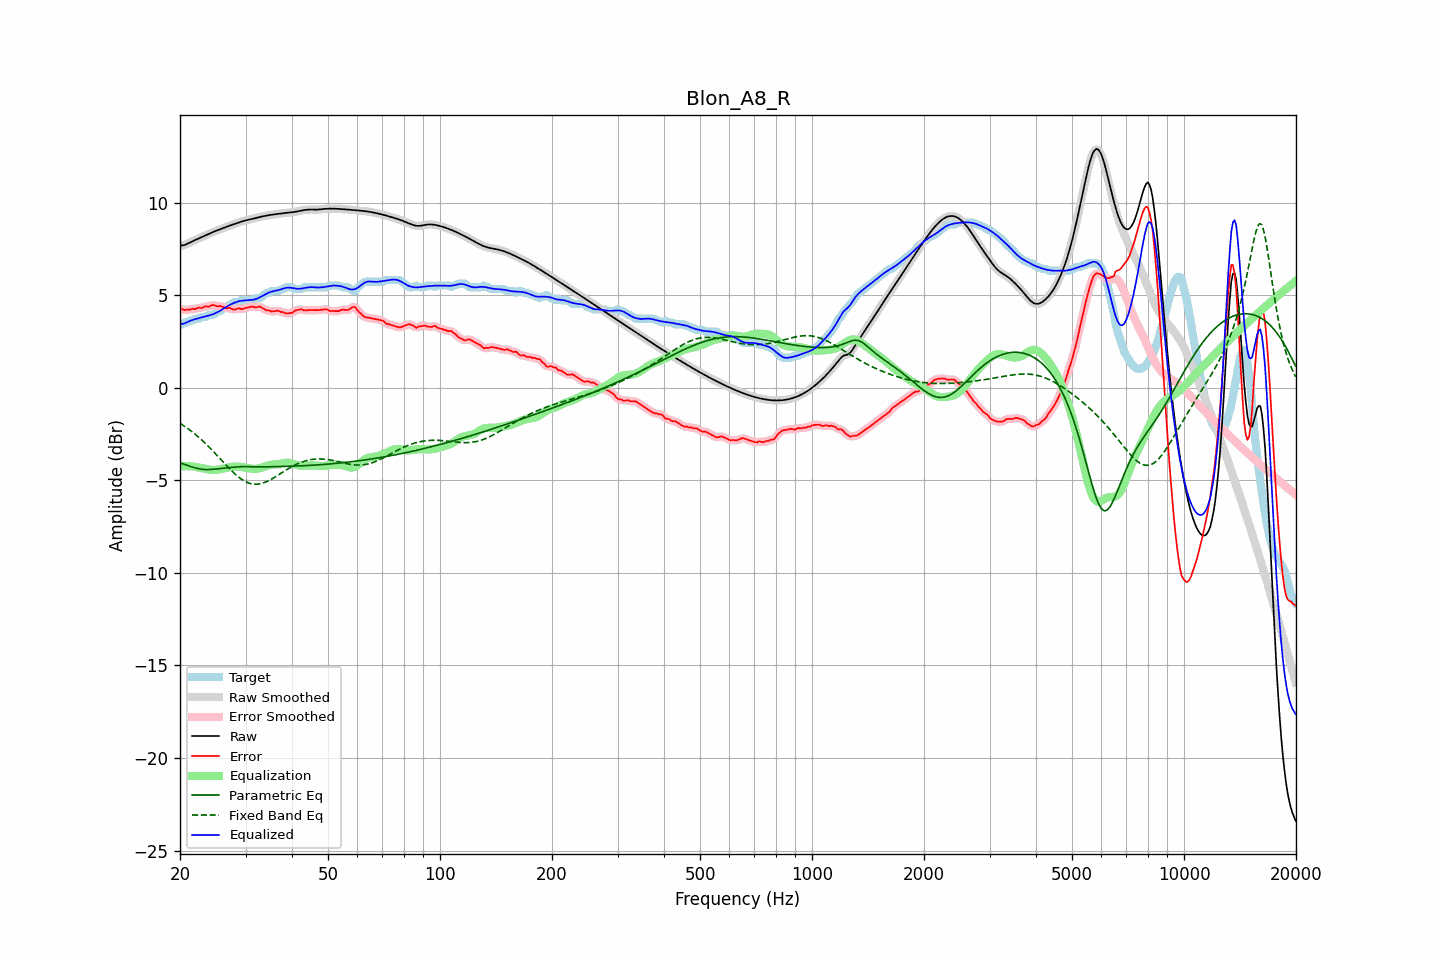 Blon_A8_R
Amplitude (dBr)
10
5
0
−5
−10
−15
−20
−25
Target
Raw Smoothed
Error Smoothed
Raw
Error
Equalization
Parametric Eq
Fixed Band Eq
Equalized
20 50 100 200 500 1000 2000 5000 10000 20000
Frequency (Hz)